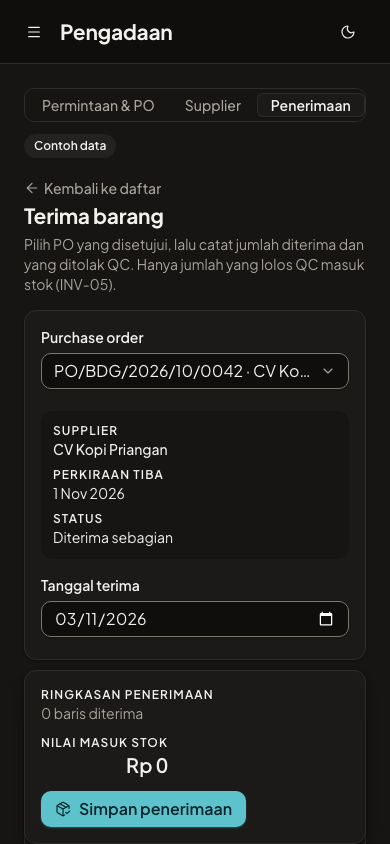 Pengadaan
Permintaan & PO Supplier Penerimaan
Contoh data
Kembali ke daftar
Terima barang
Pilih PO yang disetujui, lalu catat jumlah diterima dan
yang ditolak QC. Hanya jumlah yang lolos QC masuk
stok (INV-05).
Purchase order
PO/BDG/2026/10/0042 · CV Ko...
SUPPLIER
CV Kopi Priangan
PERKIRAAN TIBA
1 Nov 2026
STATUS
Diterima sebagian
Tanggal terima
03/11/2026
RINGKASAN PENERIMAAN
0 baris diterima
NILAI MASUK STOK
Rp 0
Simpan penerimaan